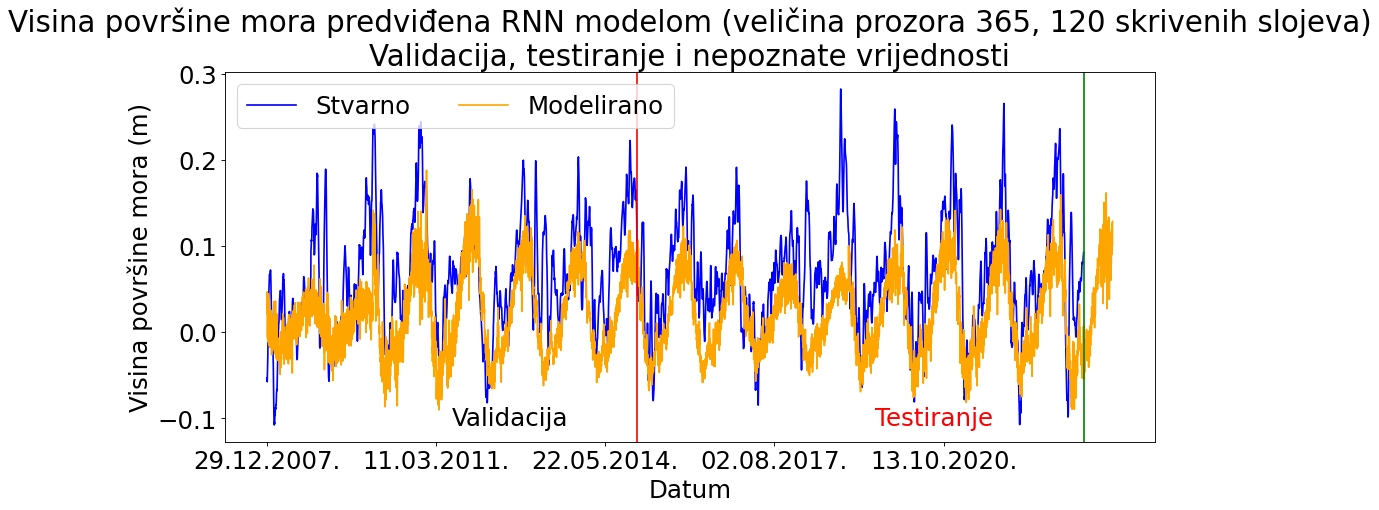 Visina površine mora predviđena RNN modelom (veličina prozora 365, 120 skrivenih slojeva)
Validacija, testiranje i nepoznate vrijednosti
Stvarno
Modelirano
Visina površine mora (m)
0.3
0.2
0.1
0.0
−0.1
Validacija
Testiranje
29.12.2007.
11.03.2011.
22.05.2014.
02.08.2017.
13.10.2020.
Datum